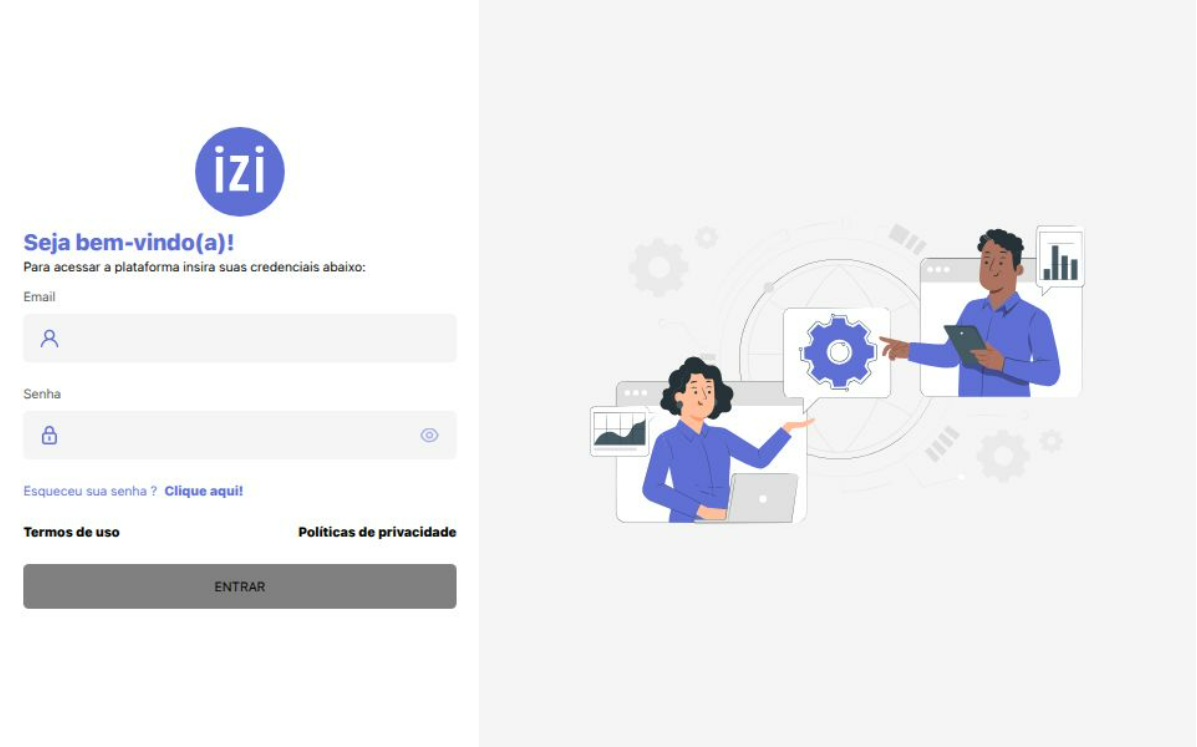 izi
Seja bem-vindo(a)!
Para acessar a plataforma insira suas credenciais abaixo:
Email
Senha
Esqueceu sua senha ? Clique aqui!
Termos de uso
Políticas de privacidade
ENTRAR